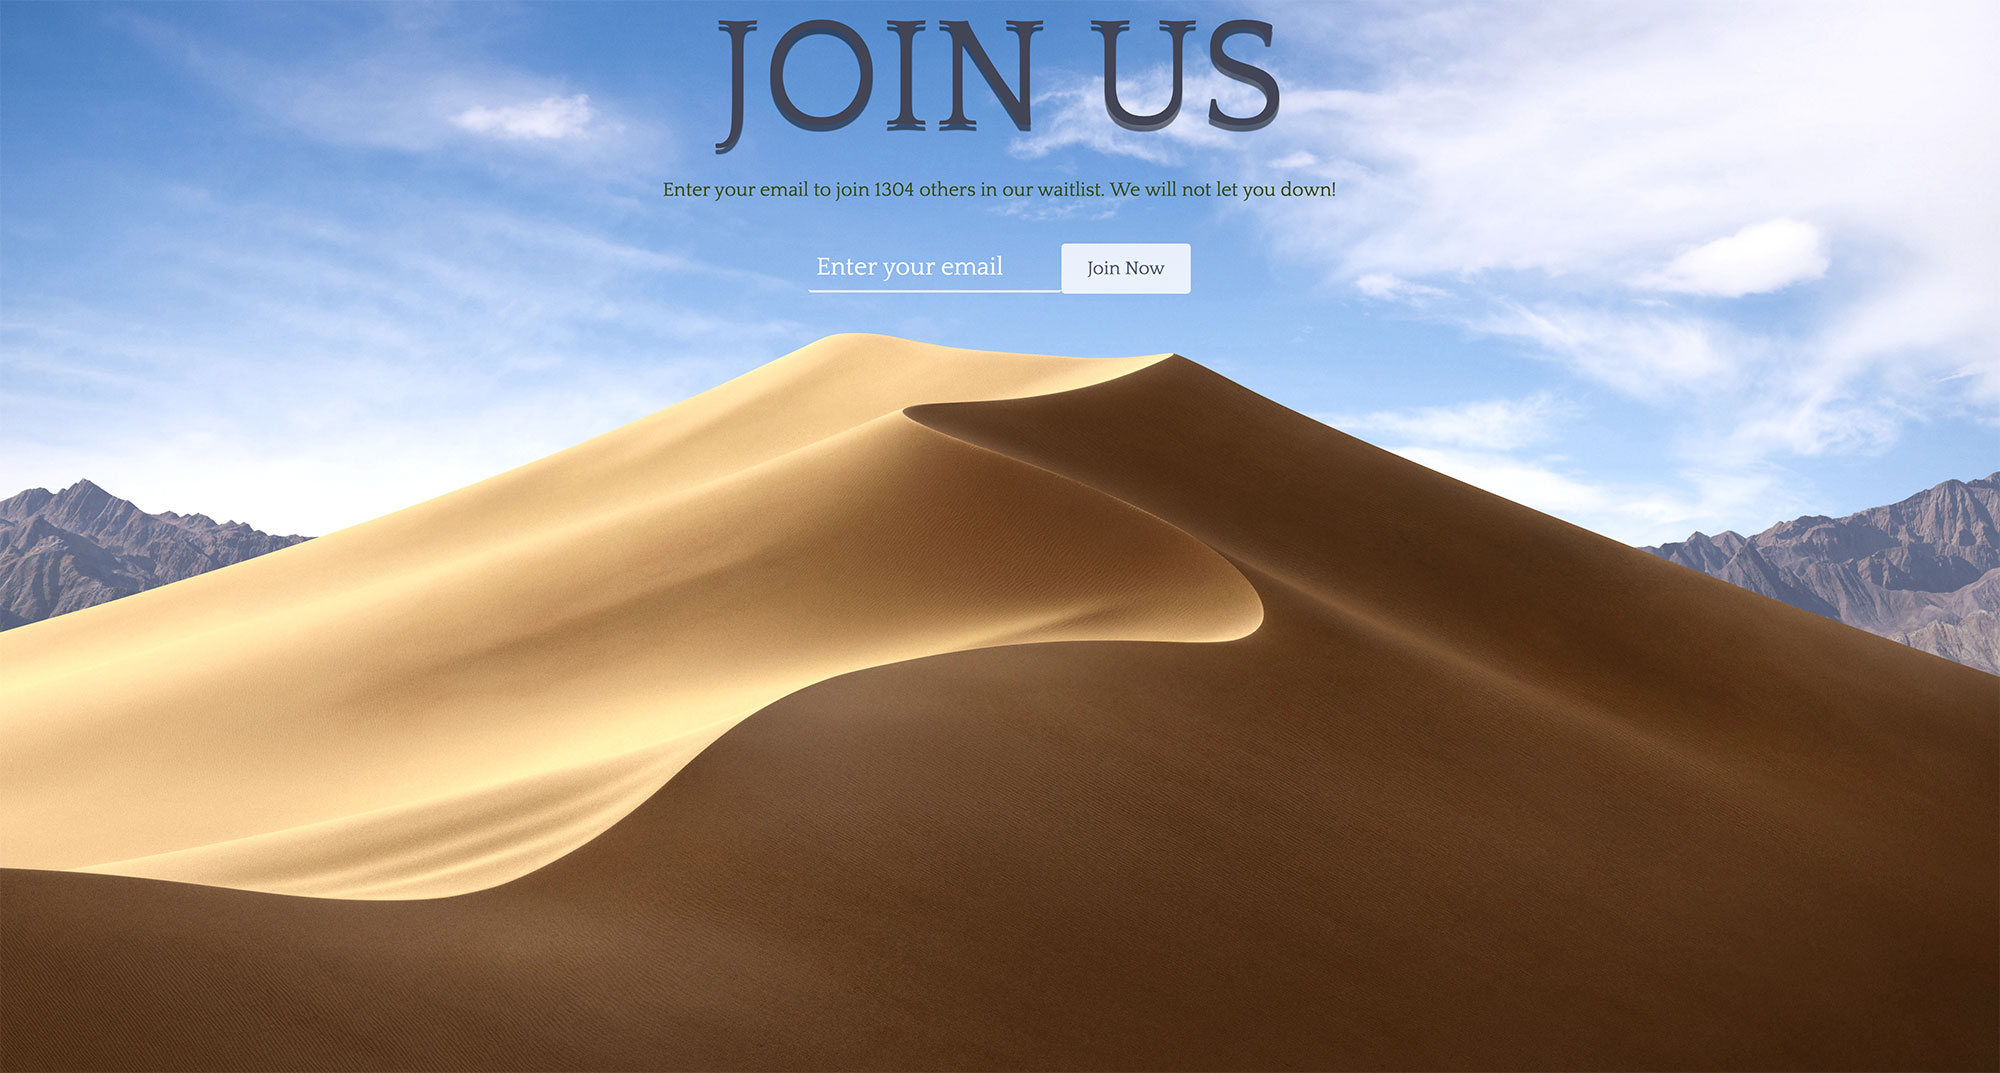 JOIN US
Enter your email to join 1304 others in our waitlist. We will not let you down!
Enter your email
Join Now